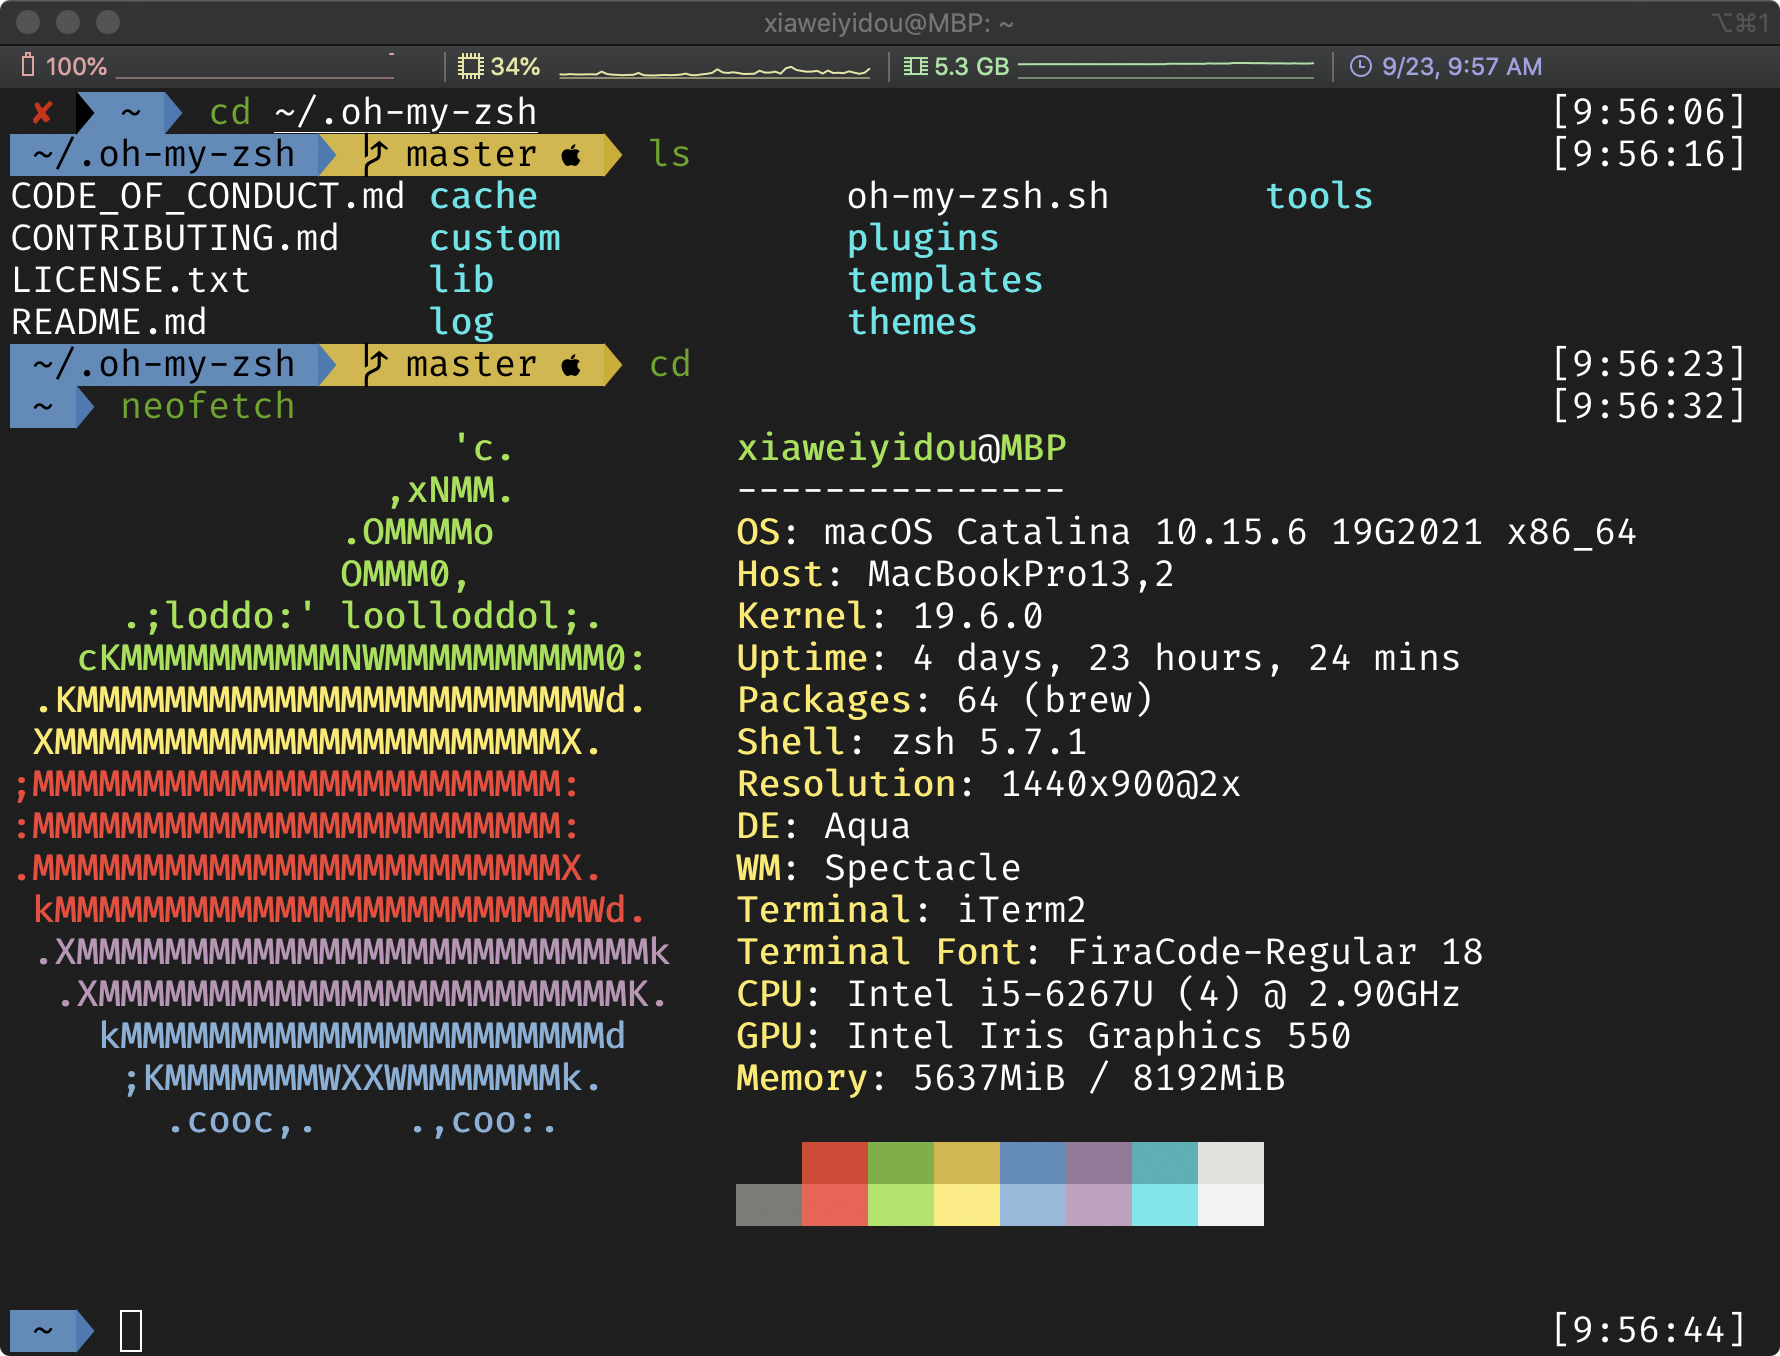 xiaweiyidou@MBP: ~ ⌥⌘1
100% 34% 5.3 GB 9/23, 9:57 AM
✘ ~ cd ~/.oh-my-zsh [9:56:06]
~/.oh-my-zsh master ls [9:56:16]
CODE_OF_CONDUCT.md cache oh-my-zsh.sh tools
CONTRIBUTING.md custom plugins
LICENSE.txt lib templates
README.md log themes
~/.oh-my-zsh master cd [9:56:23]
~ neofetch [9:56:32]
'c. xiaweiyidou@MBP
,xNMM. ---------------
.OMMMMo OS: macOS Catalina 10.15.6 19G2021 x86_64
OMMM0, Host: MacBookPro13,2
.;loddo:' loolloddol;. Kernel: 19.6.0
cKMMMMMMMMMMNWMMMMMMMMMM0: Uptime: 4 days, 23 hours, 24 mins
.KMMMMMMMMMMMMMMMMMMMMMMMWd. Packages: 64 (brew)
XMMMMMMMMMMMMMMMMMMMMMMMX. Shell: zsh 5.7.1
;MMMMMMMMMMMMMMMMMMMMMMMM: Resolution: 1440x900@2x
:MMMMMMMMMMMMMMMMMMMMMMMM: DE: Aqua
.MMMMMMMMMMMMMMMMMMMMMMMMX. WM: Spectacle
kMMMMMMMMMMMMMMMMMMMMMMMMWd. Terminal: iTerm2
.XMMMMMMMMMMMMMMMMMMMMMMMMMMk Terminal Font: FiraCode-Regular 18
.XMMMMMMMMMMMMMMMMMMMMMMMMK. CPU: Intel i5-6267U (4) @ 2.90GHz
kMMMMMMMMMMMMMMMMMMMMMMd GPU: Intel Iris Graphics 550
;KMMMMMMMWXXWMMMMMMMk. Memory: 5637MiB / 8192MiB
.cooc,. .,coo:.
~ [9:56:44]